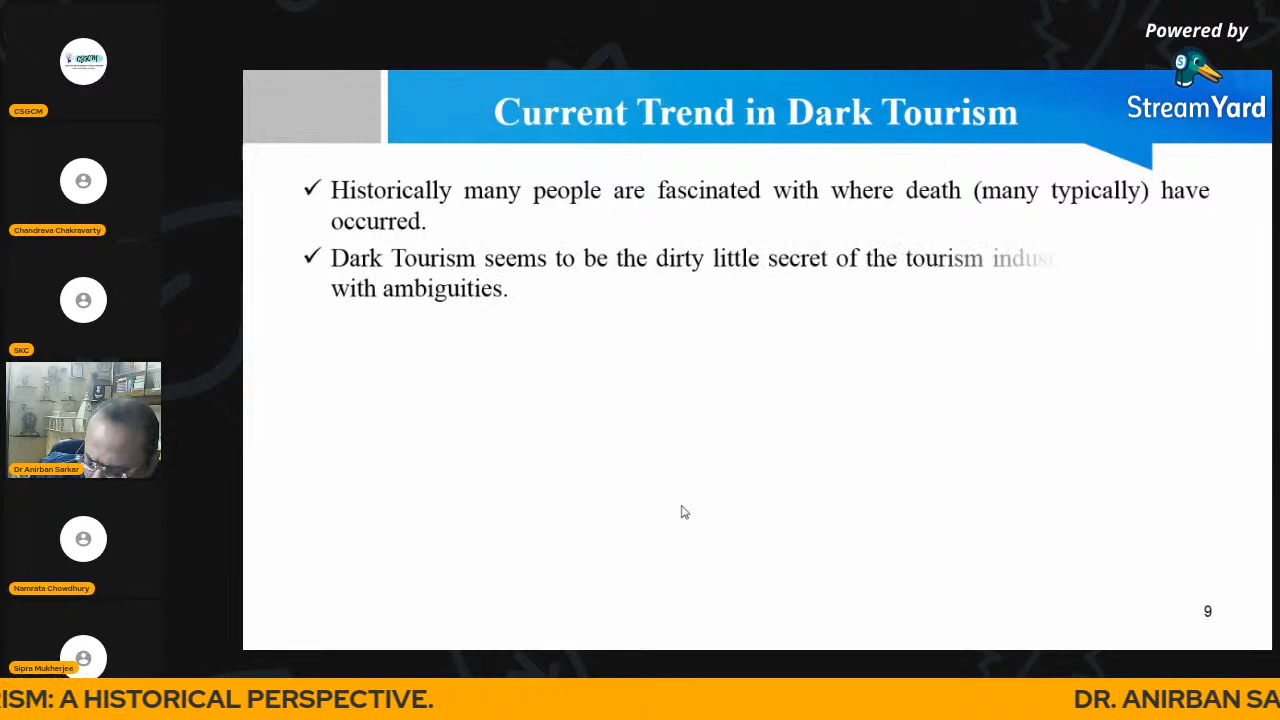 Powered by
StreamYard
CSGCM
Chandrava Chakravarty
SKC
Dr Anirban Sarkar
Namrata Chowdhury
Sipra Mukherjee
Current Trend in Dark Tourism
✓ Historically many people are fascinated with where death (many typically) have
occurred.
✓ Dark Tourism seems to be the dirty little secret of the tourism indus
with ambiguities.
9
RISM: A HISTORICAL PERSPECTIVE.
DR. ANIRBAN SA